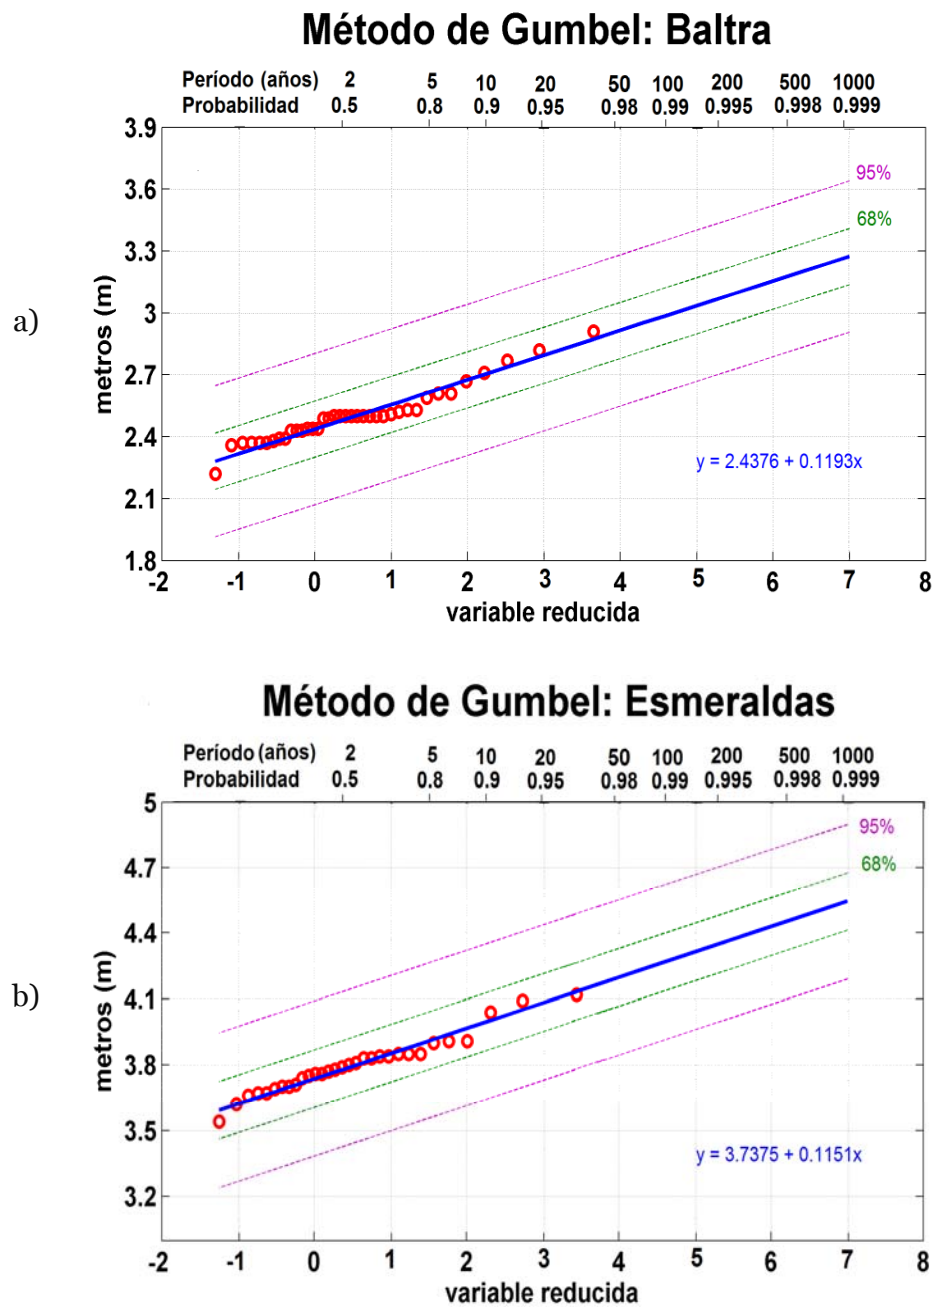 Método de Gumbel: Baltra
Período (años) 2 5 10 20 50 100 200 500 1000
Probabilidad 0.5 0.8 0.9 0.95 0.98 0.99 0.995 0.998 0.999
3.9
95%
3.6
68%
3.3
a)
metros (m)
3
2.7
2.4
y = 2.4376 + 0.1193x
2.1
1.8
-2 -1 0 1 2 3 4 5 6 7 8
variable reducida
Método de Gumbel: Esmeraldas
Período (años) 2 5 10 20 50 100 200 500 1000
Probabilidad 0.5 0.8 0.9 0.95 0.98 0.99 0.995 0.998 0.999
5
95%
4.7
68%
4.4
b)
metros (m)
4.1
3.8
3.5
y = 3.7375 + 0.1151x
3.2
-2 -1 0 1 2 3 4 5 6 7 8
variable reducida